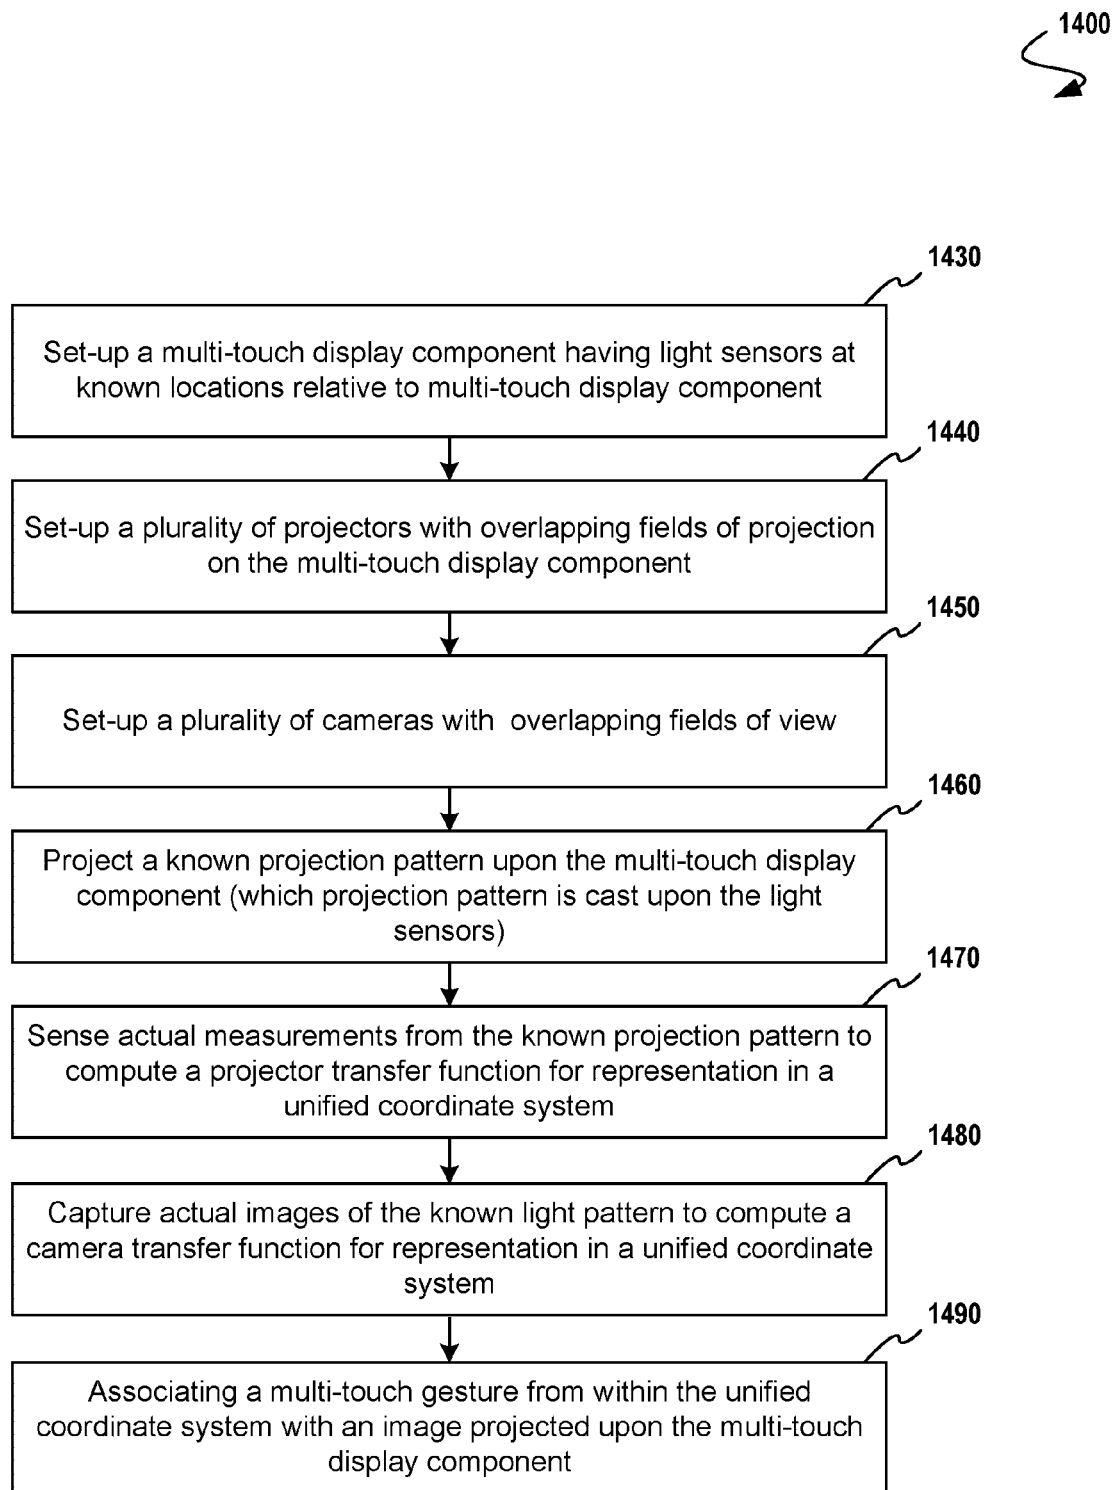 1400
1430
Set-up a multi-touch display component having light sensors at
known locations relative to multi-touch display component
1440
Set-up a plurality of projectors with overlapping fields of projection
on the multi-touch display component
1450
Set-up a plurality of cameras with overlapping fields of view
1460
Project a known projection pattern upon the multi-touch display
component (which projection pattern is cast upon the light
sensors)
1470
Sense actual measurements from the known projection pattern to
compute a projector transfer function for representation in a
unified coordinate system
1480
Capture actual images of the known light pattern to compute a
camera transfer function for representation in a unified coordinate
system
1490
Associating a multi-touch gesture from within the unified
coordinate system with an image projected upon the multi-touch
display component